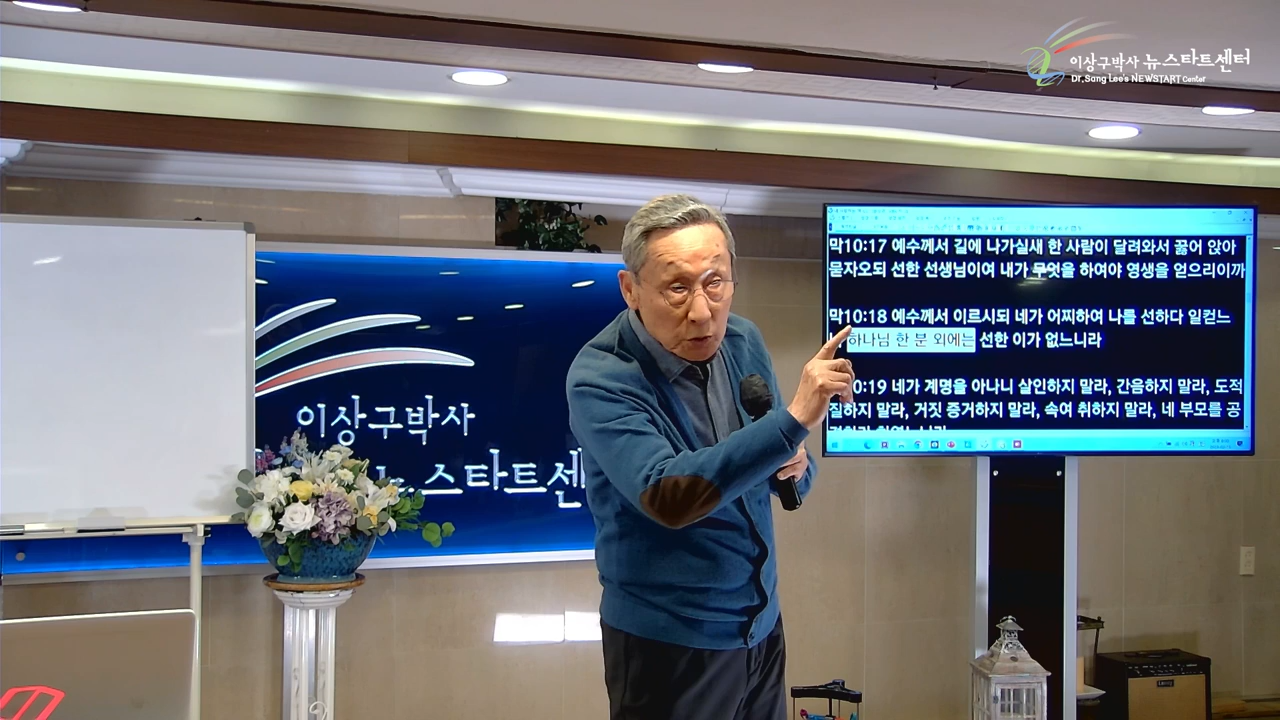 이상구박사 뉴스타트센터
Dr.Sang Lee's NEWSTART Center
막10:17 예수께서 길에 나가실새 한 사람이 달려와서 꿇어 앉아
묻자오되 선한 선생님이여 내가 무엇을 하여야 영생을 얻으리이까
막10:18 예수께서 이르시되 네가 어찌하여 나를 선하다 일컫느
하나님 한 분 외에는 선한 이가 없느니라
10:19 네가 계명을 아나니 살인하지 말라, 간음하지 말라, 도적
질하지 말라, 거짓 증거하지 말라, 속여 취하지 말라, 네 부모를 공
이상구박사
스타트센